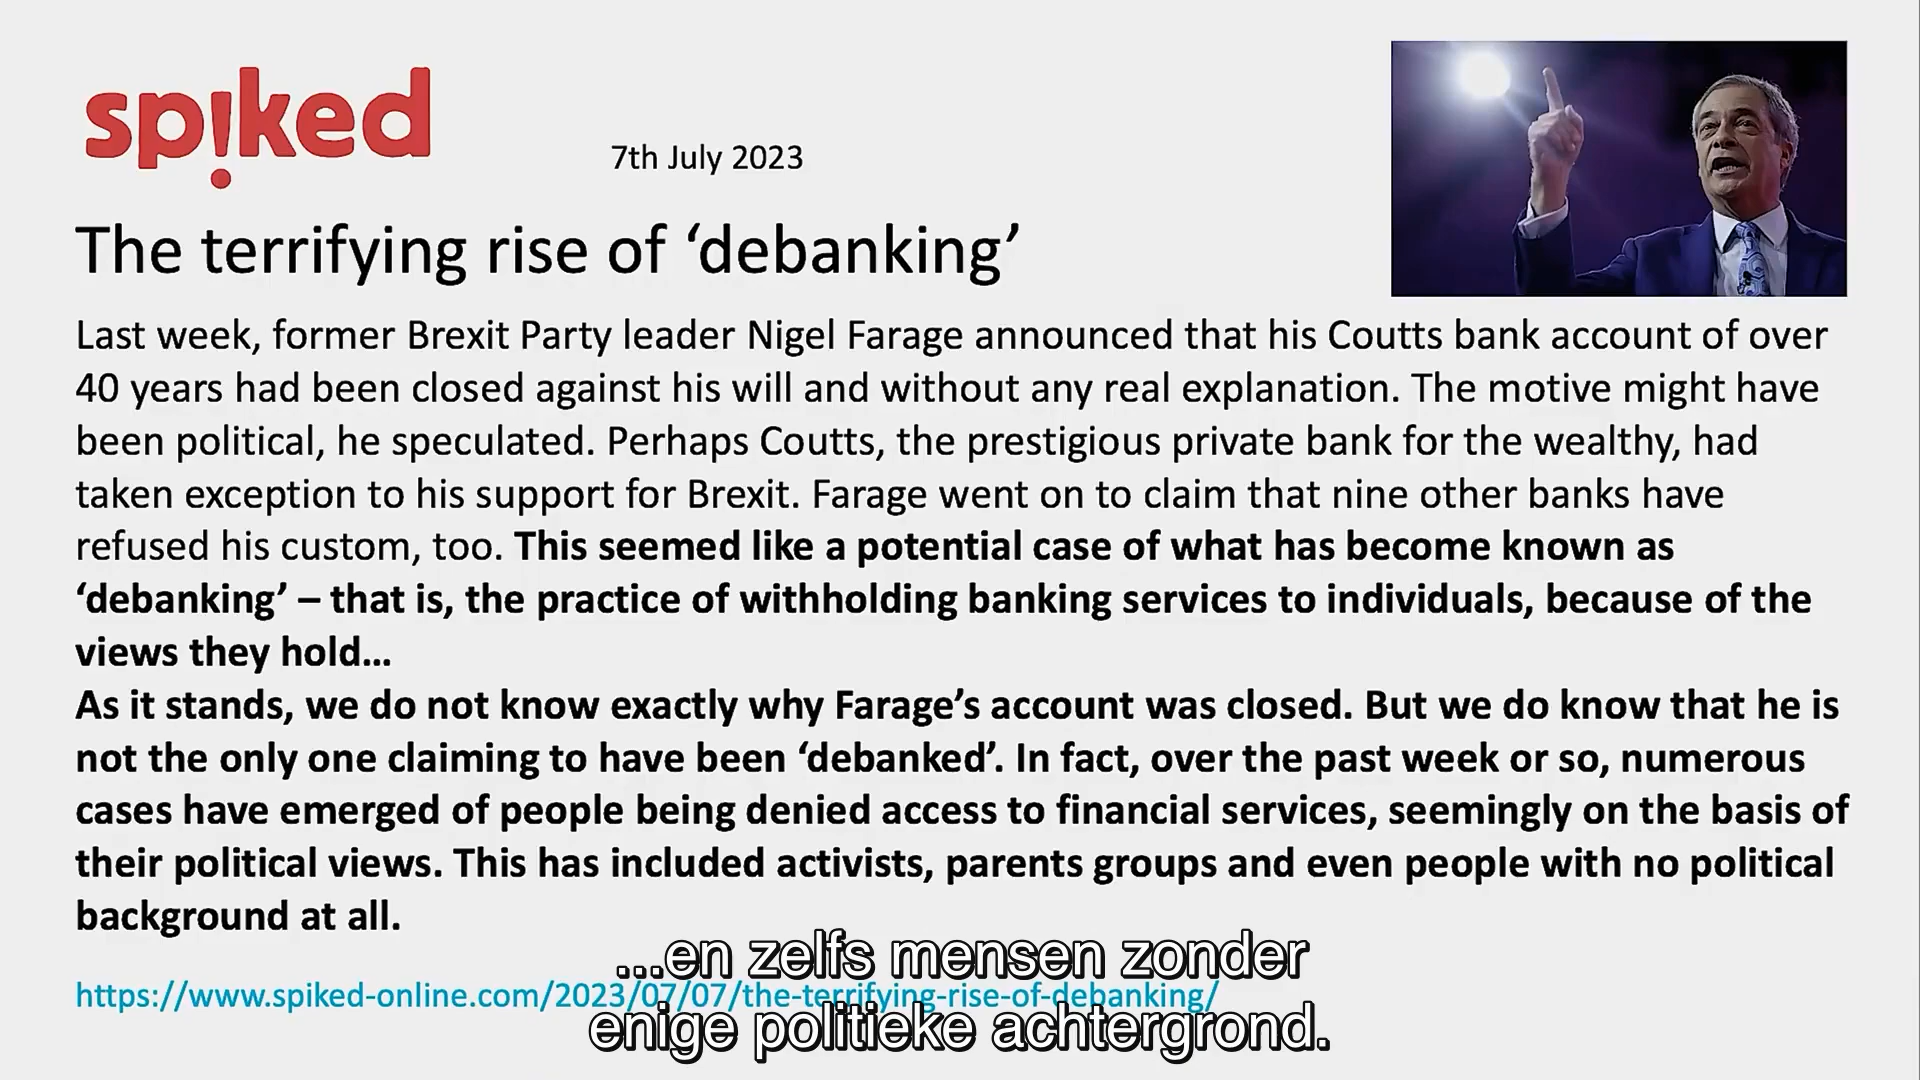 spiked
7th July 2023
The terrifying rise of ‘debanking’
Last week, former Brexit Party leader Nigel Farage announced that his Coutts bank account of over
40 years had been closed against his will and without any real explanation. The motive might have
been political, he speculated. Perhaps Coutts, the prestigious private bank for the wealthy, had
taken exception to his support for Brexit. Farage went on to claim that nine other banks have
refused his custom, too. This seemed like a potential case of what has become known as
‘debanking’ – that is, the practice of withholding banking services to individuals, because of the
views they hold…
As it stands, we do not know exactly why Farage’s account was closed. But we do know that he is
not the only one claiming to have been ‘debanked’. In fact, over the past week or so, numerous
cases have emerged of people being denied access to financial services, seemingly on the basis of
their political views. This has included activists, parents groups and even people with no political
background at all.
...en zelfs mensen zonder
https://www.spiked-online.com/2023/07/07/the-terrifying-rise-of-debanking/
enige politieke achtergrond.